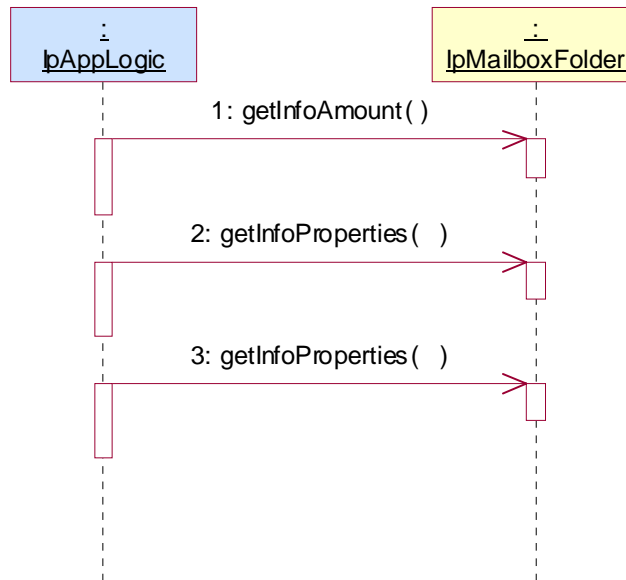 :
IpAppLogic
:
IpMailboxFolder
1: getInfoAmount( )
2: getInfoProperties(  )
3: getInfoProperties(  )